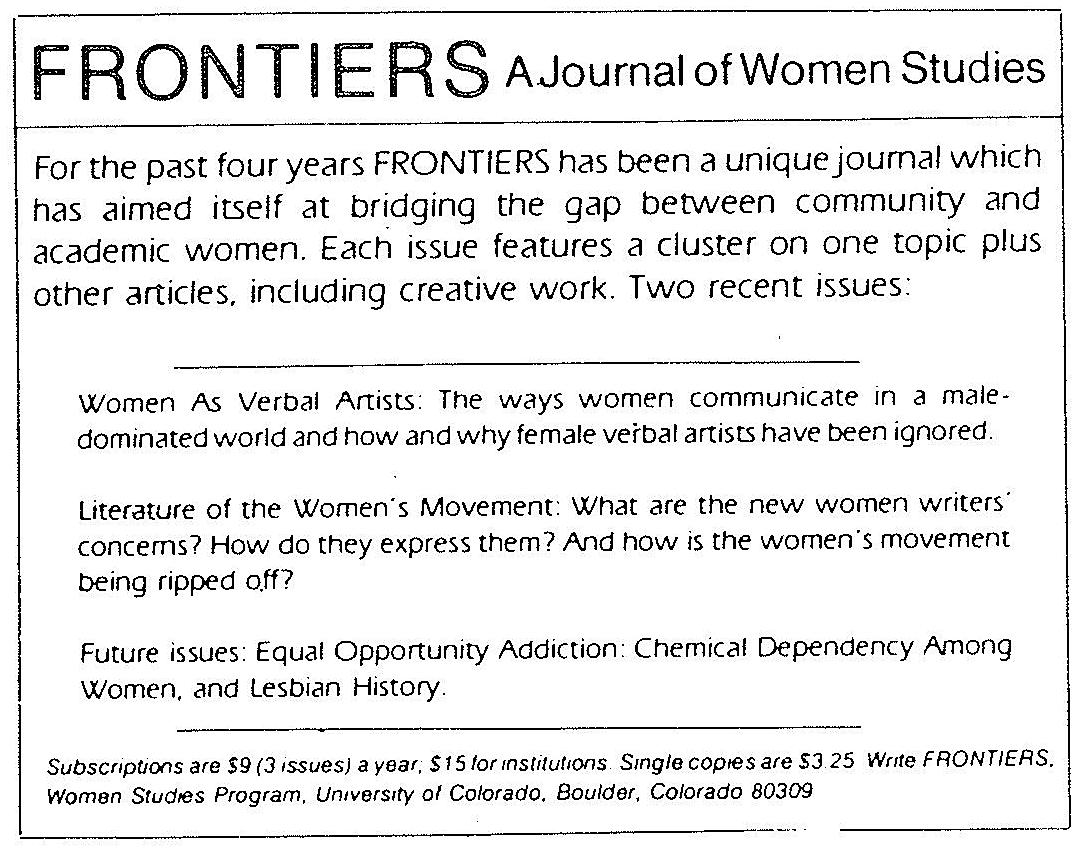 FRONTIERS A Journal of Women Studies
For the past four years FRONTIERS has been a unique journal which
has aimed itself at bridging the gap between community and
academic women. Each issue features a cluster on one topic plus
other articles, including creative work. Two recent issues:
Women As Verbal Artists: The ways women communicate in a male-
dominated world and how and why female verbal artists have been ignored.
Literature of the Women's Movement: What are the new women writers'
concerns? How do they express them? And how is the women's movement
being ripped off?
Future issues: Equal Opportunity Addiction: Chemical Dependency Among
Women, and Lesbian History.
Subscriptions are $9 (3 issues) a year, $15 for institutions. Single copies are $3.25 Write FRONTIERS,
Women Studies Program, University of Colorado, Boulder, Colorado 80309